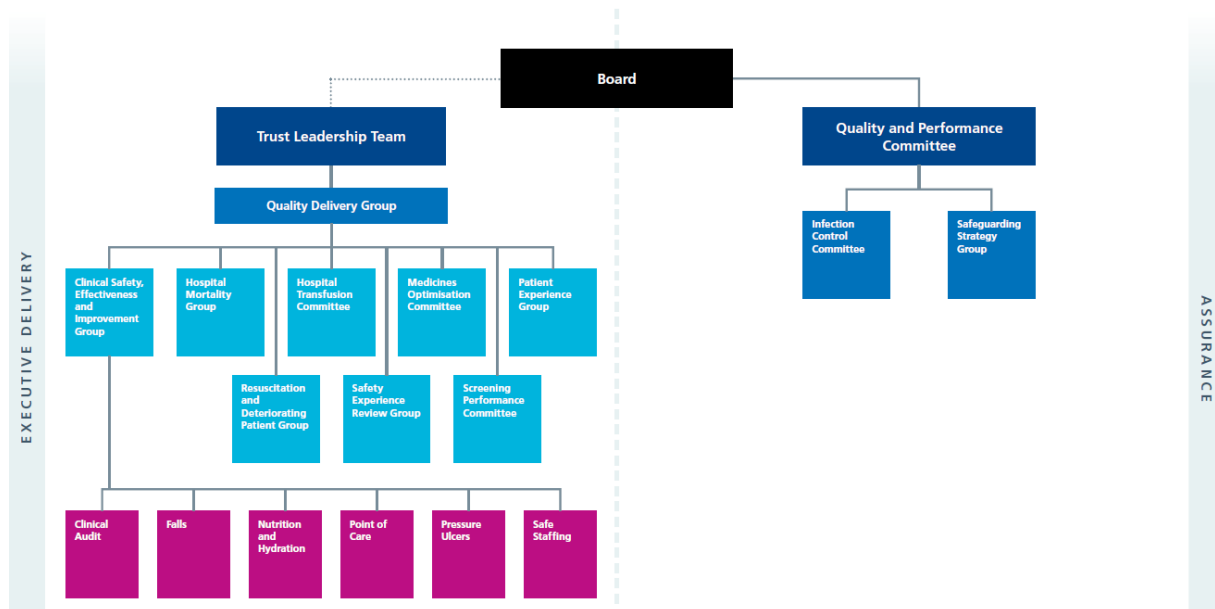 Board
Trust Leadership Team
Quality and Performance
Committee
Quality Delivery Group
Infection
Control
Committee
Safeguarding
Strategy
Group
EXECUTIVE DELIVERY
ASSURANCE
Clinical Safety,
Effectiveness
and
Improvement
Group
Hospital
Mortality
Group
Hospital
Transfusion
Committee
Medicines
Optimisation
Committee
Patient
Experience
Group
Resuscitation
and
Deteriorating
Patient Group
Safety
Experience
Review Group
Screening
Performance
Committee
Clinical
Audit
Falls
Nutrition
and
Hydration
Point of
Care
Pressure
Ulcers
Safe
Staffing